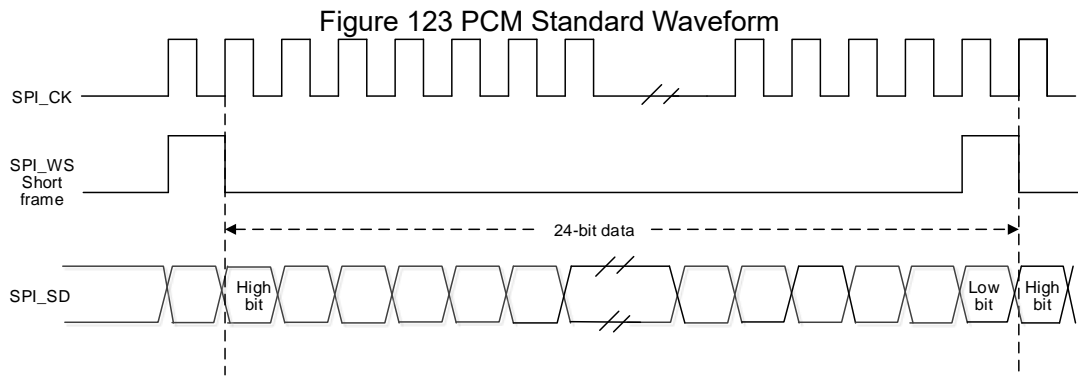 Figure 123 PCM Standard Waveform
SPI_CK
SPI_WS
Short
frame
24-bit data
SPI_SD
High
bit
Low
bit
High
bit